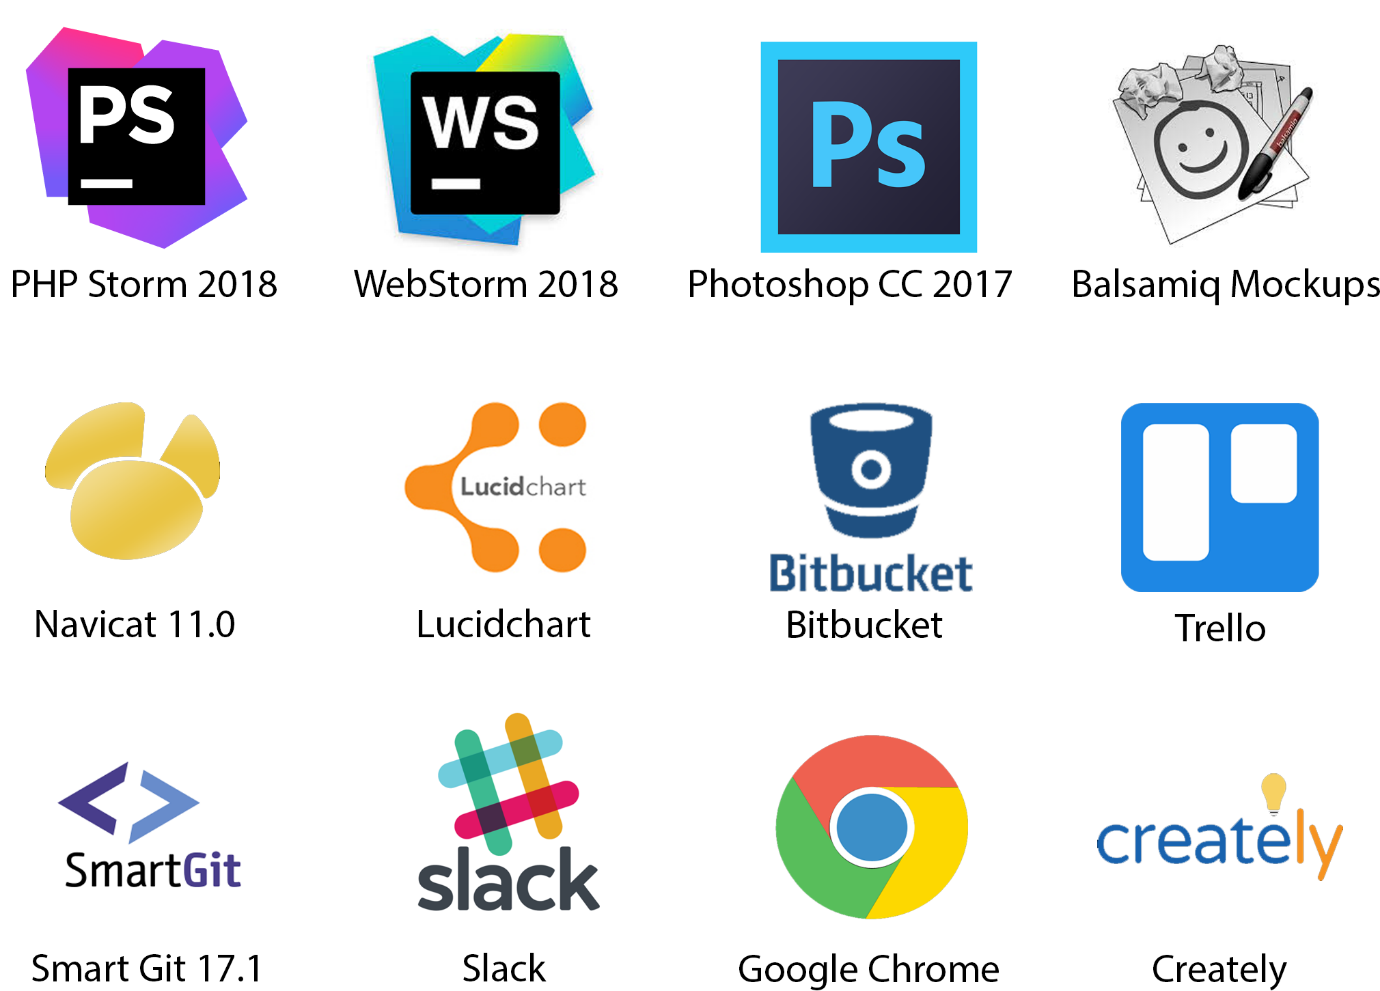 PS
WS
Ps
balsamiq
PHP Storm 2018
WebStorm 2018
Photoshop CC 2017
Balsamiq Mockups
Lucidchart
Bitbucket
Navicat 11.0
Lucidchart
Bitbucket
Trello
SmartGit
slack
creately
Smart Git 17.1
Slack
Google Chrome
Creately